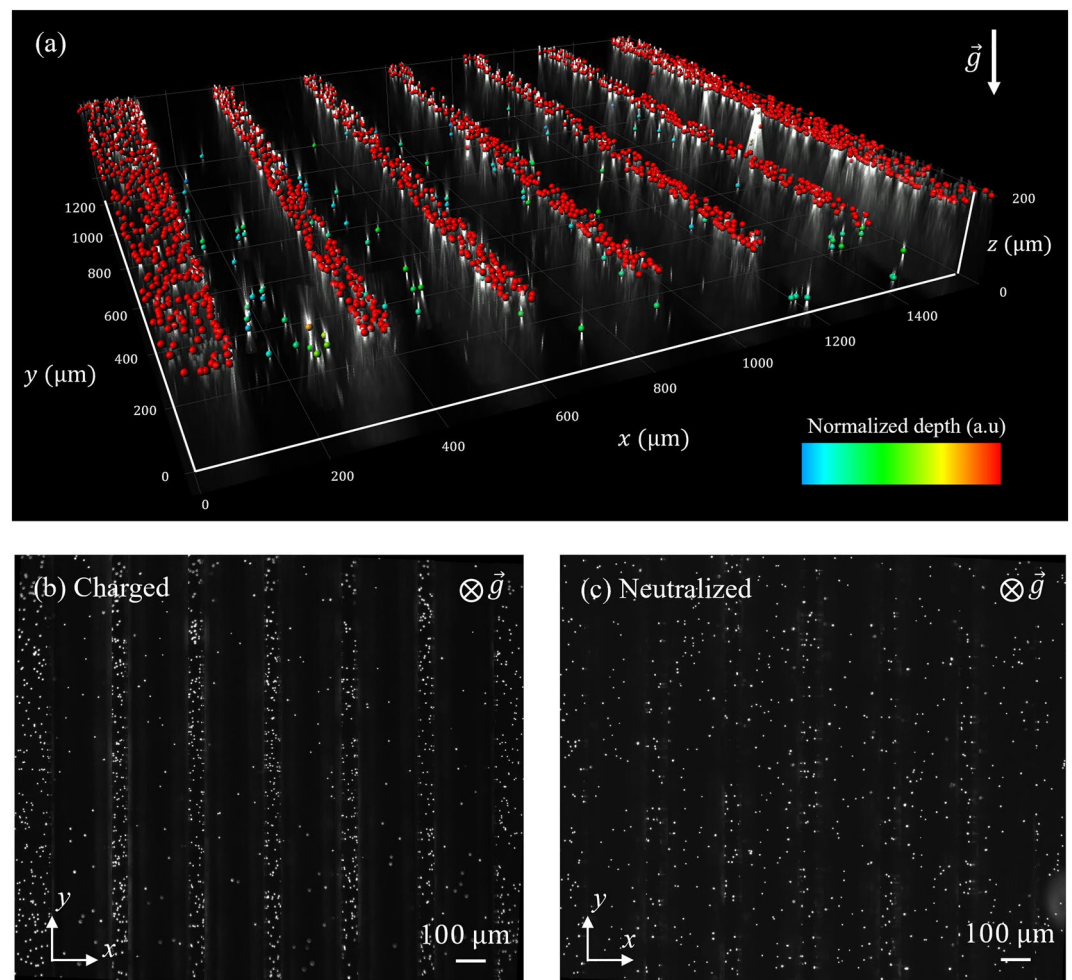 (a)
g⃗
1200
1000
800
600
400
200
0
y (μm)
0
200
400
600
800
1000
1200
1400
x (μm)
200
z (μm)
0
Normalized depth (a.u)
(b) Charged
⊗ g⃗
y
x
100 μm
(c) Neutralized
⊗ g⃗
y
x
100 μm